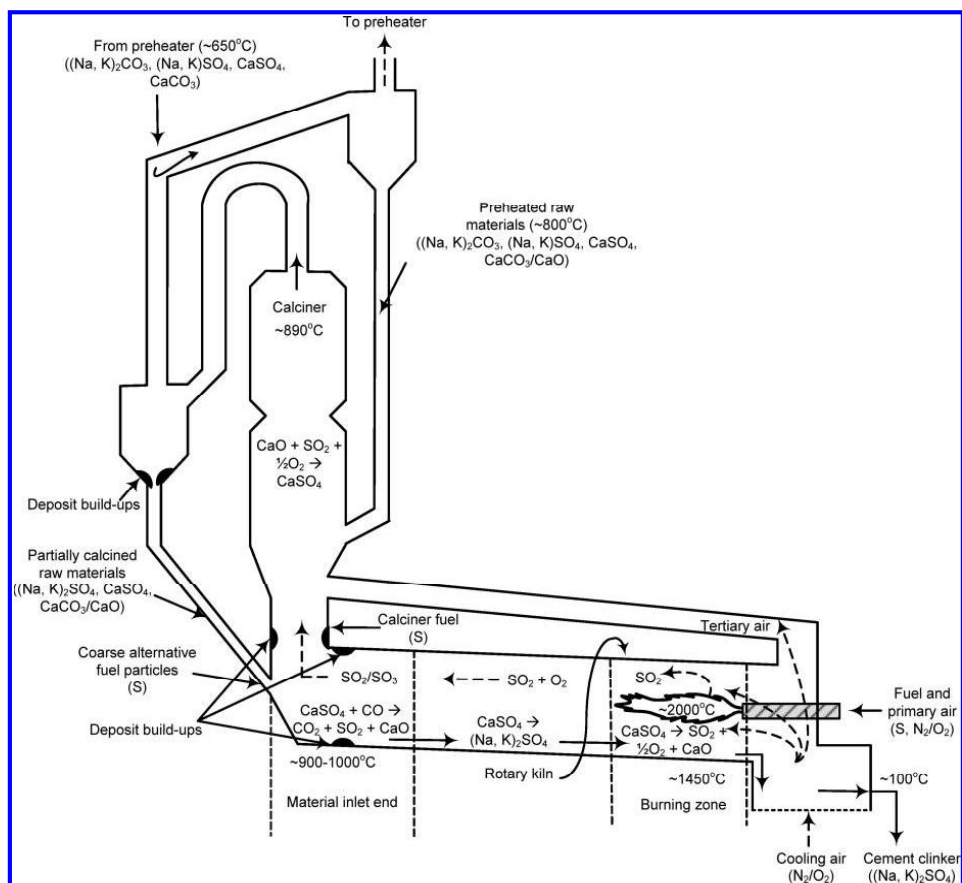 To preheater
From preheater (~650°C)
((Na, K)₂CO₃, (Na, K)SO₄, CaSO₄,
CaCO₃)
Preheated raw
materials (~800°C)
((Na, K)₂CO₃, (Na, K)SO₄, CaSO₄,
CaCO₃/CaO)
Calciner
~890°C
CaO + SO₂ +
½O₂ →
CaSO₄
Deposit build-ups
Partially calcined
raw materials
((Na, K)₂SO₄, CaSO₄,
CaCO₃/CaO)
Calciner fuel
(S)
Tertiary air
Coarse alternative
fuel particles
(S)
SO₂/SO₃
SO₂ + O₂
SO₂
Fuel and
primary air
(S, N₂/O₂)
~2000°C
Deposit build-ups
CaSO₄ + CO →
CO₂ + SO₂ + CaO
CaSO₄ →
(Na, K)₂SO₄
CaSO₄ → SO₂ +
½O₂ + CaO
~900-1000°C
Rotary kiln
~1450°C
~100°C
Material inlet end
Burning zone
Cooling air
(N₂/O₂)
Cement clinker
((Na, K)₂SO₄)